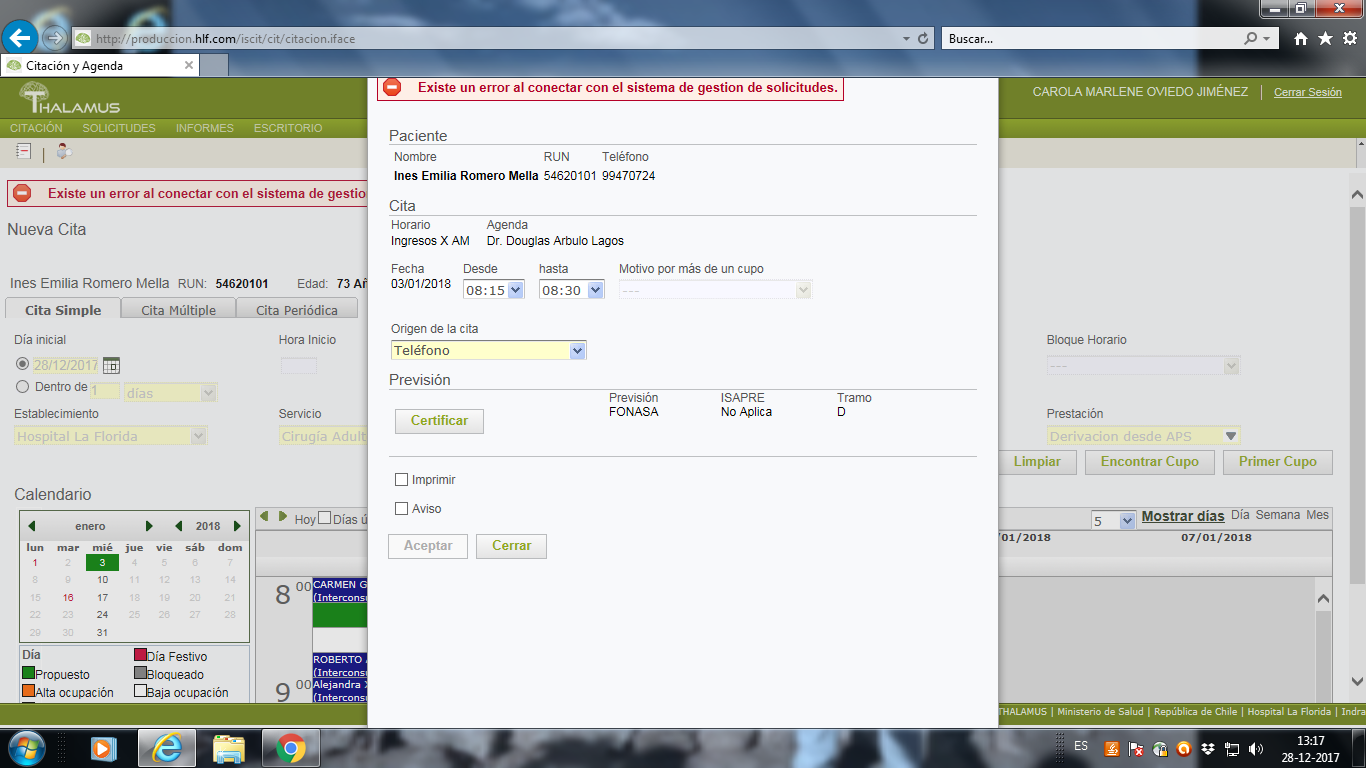 http://produccion.hlf.com/iscit/cit/citacion.iface
Buscar...
Citación y Agenda
THALAMUS
CAROLA MARLENE OVIEDO JIMÉNEZ
Cerrar Sesión
CITACIÓN SOLICITUDES INFORMES ESCRITORIO
Existe un error al conectar con el sistema de gestio
Nueva Cita
Ines Emilia Romero Mella RUN: 54620101 Edad: 73 Añ
Cita Simple Cita Múltiple Cita Periódica
Día inicial Hora Inicio Bloque Horario
28/12/2017 ---
Dentro de 1 días
Establecimiento Servicio Prestación
Hospital La Florida Cirugía Adult Derivacion desde APS
Limpiar Encontrar Cupo Primer Cupo
Existe un error al conectar con el sistema de gestion de solicitudes.
Paciente
Nombre RUN Teléfono
Ines Emilia Romero Mella 54620101 99470724
Cita
Horario Agenda
Ingresos X AM Dr. Douglas Arbulo Lagos
Fecha Desde hasta Motivo por más de un cupo
03/01/2018 08:15 08:30 ---
Origen de la cita
Teléfono
Previsión
Previsión ISAPRE Tramo
FONASA No Aplica D
Certificar
Imprimir
Aviso
Aceptar Cerrar
Calendario
enero 2018
lun mar mié jue vie sáb dom
1 2 3 4 5 6 7
8 9 10 11 12 13 14
15 16 17 18 19 20 21
22 23 24 25 26 27 28
29 30 31
Día
Día Festivo
Propuesto Bloqueado
Alta ocupación Baja ocupación
Hoy Días ú
5 Mostrar días Día Semana Mes
/01/2018 07/01/2018
8 00 CARMEN G
(Interconsu
ROBERTO A
(Interconsu
9 00 Alejandra X
(Interconsu
THALAMUS | Ministerio de Salud | República de Chile | Hospital La Florida | Indra
ES
13:17
28-12-2017